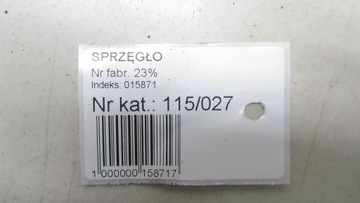 SPRZĘGŁO
Nr fabr. 23%
Indeks: 015871
Nr kat.: 115/027
1 000000 158717